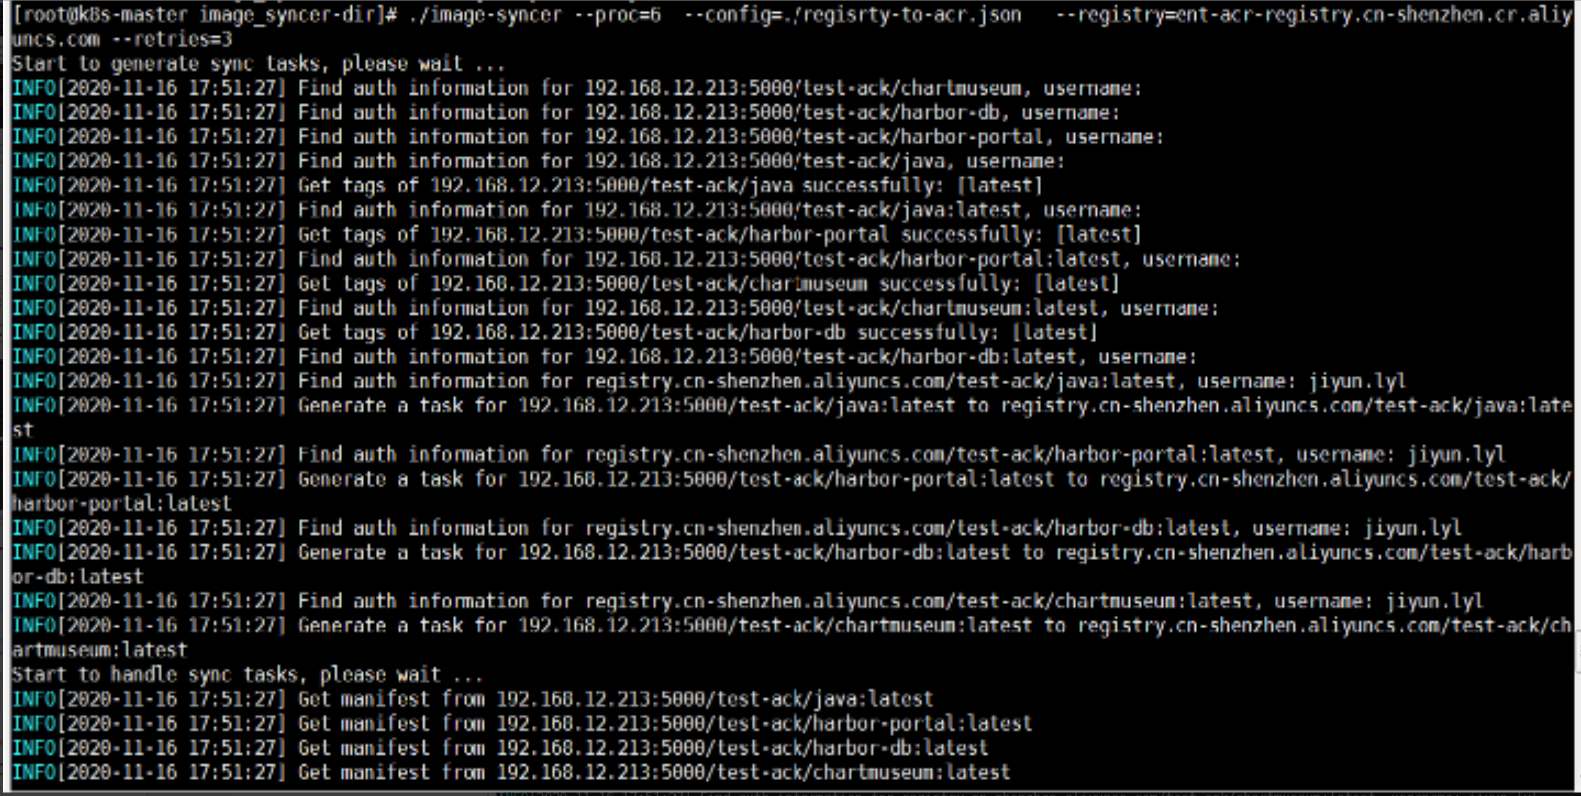 [root@k8s-master image_syncer-dir]# ./image-syncer --proc=6  --config=./regisrty-to-acr.json   --registry=ent-acr-registry.cn-shenzhen.cr.aliy
uncs.com --retries=3
Start to generate sync tasks, please wait ...
INFO[2020-11-16 17:51:27] Find auth information for 192.168.12.213:5000/test-ack/chartmuseum, username:
INFO[2020-11-16 17:51:27] Find auth information for 192.168.12.213:5000/test-ack/harbor-db, username:
INFO[2020-11-16 17:51:27] Find auth information for 192.168.12.213:5000/test-ack/harbor-portal, username:
INFO[2020-11-16 17:51:27] Find auth information for 192.168.12.213:5000/test-ack/java, username:
INFO[2020-11-16 17:51:27] Get tags of 192.168.12.213:5000/test-ack/java successfully: [latest]
INFO[2020-11-16 17:51:27] Find auth information for 192.168.12.213:5000/test-ack/java:latest, username:
INFO[2020-11-16 17:51:27] Get tags of 192.168.12.213:5000/test-ack/harbor-portal successfully: [latest]
INFO[2020-11-16 17:51:27] Find auth information for 192.168.12.213:5000/test-ack/harbor-portal:latest, username:
INFO[2020-11-16 17:51:27] Get tags of 192.168.12.213:5000/test-ack/chartmuseum successfully: [latest]
INFO[2020-11-16 17:51:27] Find auth information for 192.168.12.213:5000/test-ack/chartmuseum:latest, username:
INFO[2020-11-16 17:51:27] Get tags of 192.168.12.213:5000/test-ack/harbor-db successfully: [latest]
INFO[2020-11-16 17:51:27] Find auth information for 192.168.12.213:5000/test-ack/harbor-db:latest, username:
INFO[2020-11-16 17:51:27] Find auth information for registry.cn-shenzhen.aliyuncs.com/test-ack/java:latest, username: jiyun.lyl
INFO[2020-11-16 17:51:27] Generate a task for 192.168.12.213:5000/test-ack/java:latest to registry.cn-shenzhen.aliyuncs.com/test-ack/java:late
st
INFO[2020-11-16 17:51:27] Find auth information for registry.cn-shenzhen.aliyuncs.com/test-ack/harbor-portal:latest, username: jiyun.lyl
INFO[2020-11-16 17:51:27] Generate a task for 192.168.12.213:5000/test-ack/harbor-portal:latest to registry.cn-shenzhen.aliyuncs.com/test-ack/
harbor-portal:latest
INFO[2020-11-16 17:51:27] Find auth information for registry.cn-shenzhen.aliyuncs.com/test-ack/harbor-db:latest, username: jiyun.lyl
INFO[2020-11-16 17:51:27] Generate a task for 192.168.12.213:5000/test-ack/harbor-db:latest to registry.cn-shenzhen.aliyuncs.com/test-ack/harb
or-db:latest
INFO[2020-11-16 17:51:27] Find auth information for registry.cn-shenzhen.aliyuncs.com/test-ack/chartmuseum:latest, username: jiyun.lyl
INFO[2020-11-16 17:51:27] Generate a task for 192.168.12.213:5000/test-ack/chartmuseum:latest to registry.cn-shenzhen.aliyuncs.com/test-ack/ch
artmuseum:latest
Start to handle sync tasks, please wait ...
INFO[2020-11-16 17:51:27] Get manifest from 192.168.12.213:5000/test-ack/java:latest
INFO[2020-11-16 17:51:27] Get manifest from 192.168.12.213:5000/test-ack/harbor-portal:latest
INFO[2020-11-16 17:51:27] Get manifest from 192.168.12.213:5000/test-ack/harbor-db:latest
INFO[2020-11-16 17:51:27] Get manifest from 192.168.12.213:5000/test-ack/chartmuseum:latest